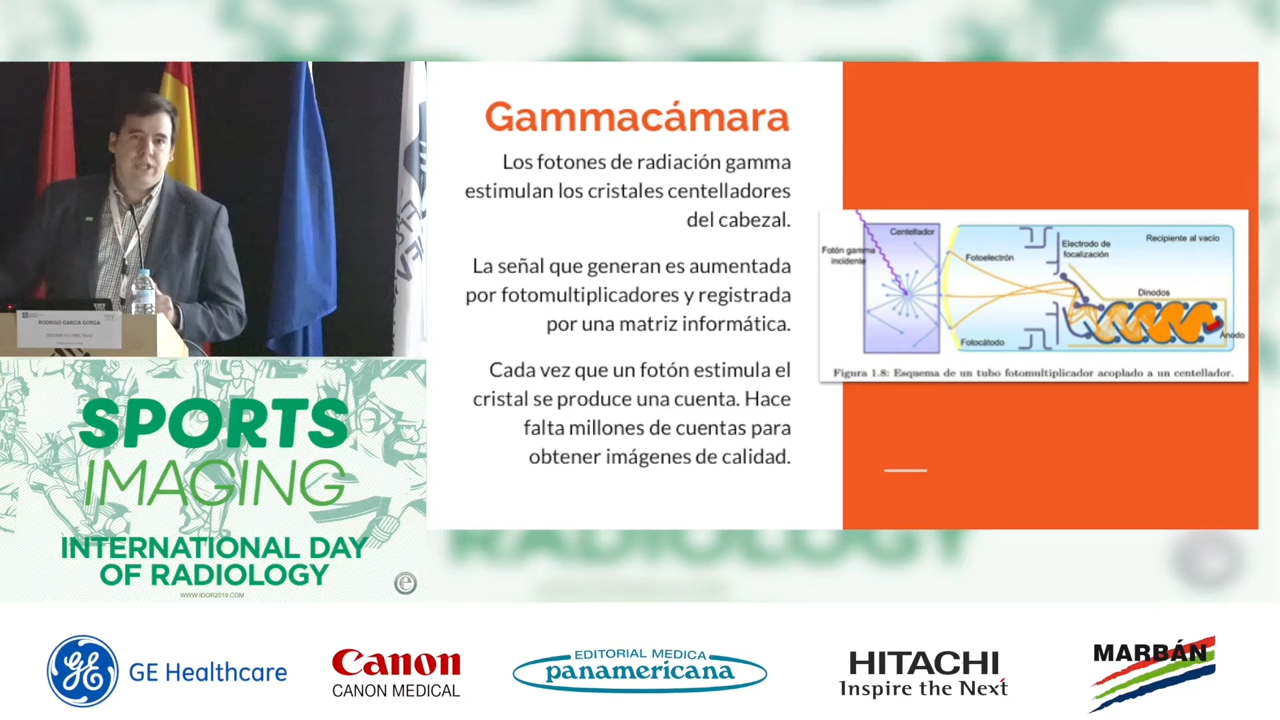 RODRIGO GARCÍA GORGA
SPORTS
IMAGING
INTERNATIONAL DAY
OF RADIOLOGY
WWW.IDOR2019.COM
Gammacámara
Los fotones de radiación gamma
estimulan los cristales centelladores
del cabezal.
La señal que generan es aumentada
por fotomultiplicadores y registrada
por una matriz informática.
Cada vez que un fotón estimula el
cristal se produce una cuenta. Hace
falta millones de cuentas para
obtener imágenes de calidad.
Fotón gamma
incidente
Centellador
Fotoelectrón
Fotocátodo
Electrodo de
focalización
Recipiente al vacío
Dínodos
Ánodo
Figura 1.8: Esquema de un tubo fotomultiplicador acoplado a un centellador.
RADIOLOGY
GE Healthcare
Canon
CANON MEDICAL
EDITORIAL MEDICA
panamericana
HITACHI
Inspire the Next
MARBÁN